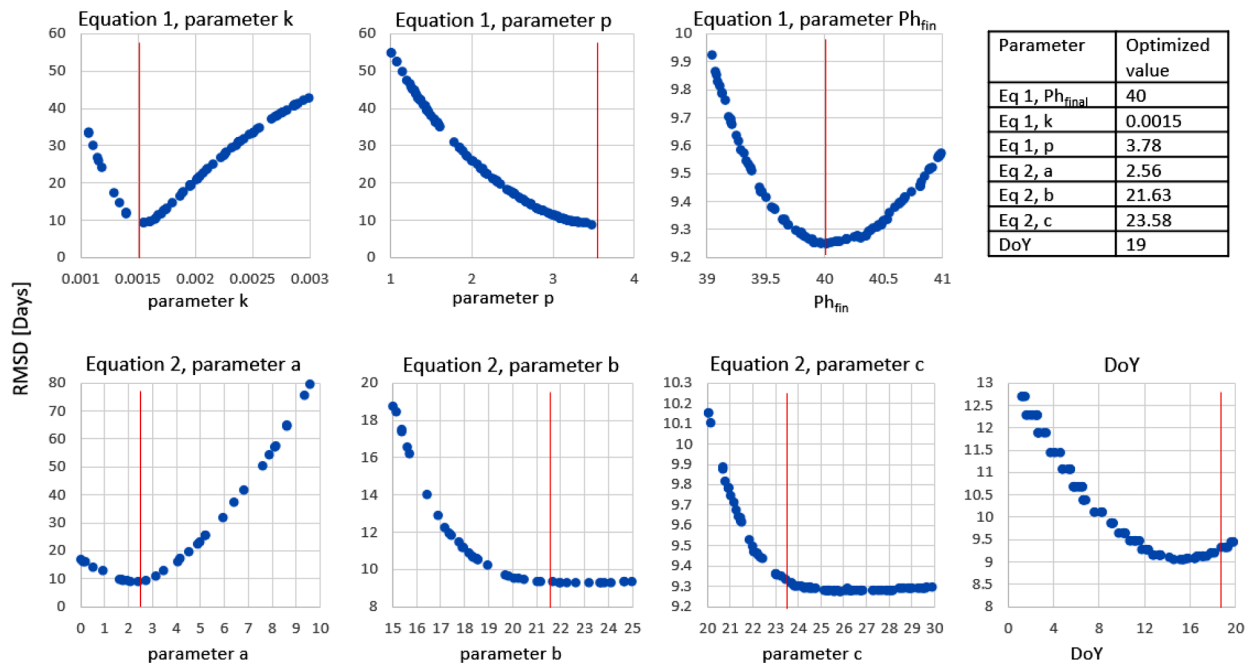 Equation 1, parameter k
60
50
40
30
20
10
0
0.001 0.0015 0.002 0.0025 0.003
parameter k
Equation 1, parameter p
60
50
40
30
20
10
0
1 2 3 4
parameter p
Equation 1, parameter Ph_fin
10
9.9
9.8
9.7
9.6
9.5
9.4
9.3
9.2
39 39.5 40 40.5 41
Ph_fin
Parameter Optimized value
Eq 1, Ph_final 40
Eq 1, k 0.0015
Eq 1, p 3.78
Eq 2, a 2.56
Eq 2, b 21.63
Eq 2, c 23.58
DoY 19
RMSD [Days]
Equation 2, parameter a
80
70
60
50
40
30
20
10
0
0 1 2 3 4 5 6 7 8 9 10
parameter a
Equation 2, parameter b
20
18
16
14
12
10
8
15 16 17 18 19 20 21 22 23 24 25
parameter b
Equation 2, parameter c
10.3
10.2
10.1
10
9.9
9.8
9.7
9.6
9.5
9.4
9.3
9.2
20 21 22 23 24 25 26 27 28 29 30
parameter c
DoY
13
12.5
12
11.5
11
10.5
10
9.5
9
8.5
8
0 4 8 12 16 20
DoY